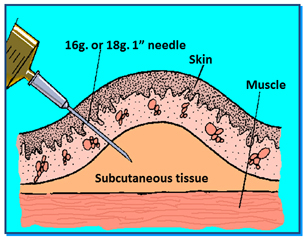 16g. or 18g. 1” needle
Skin
Muscle
Subcutaneous tissue